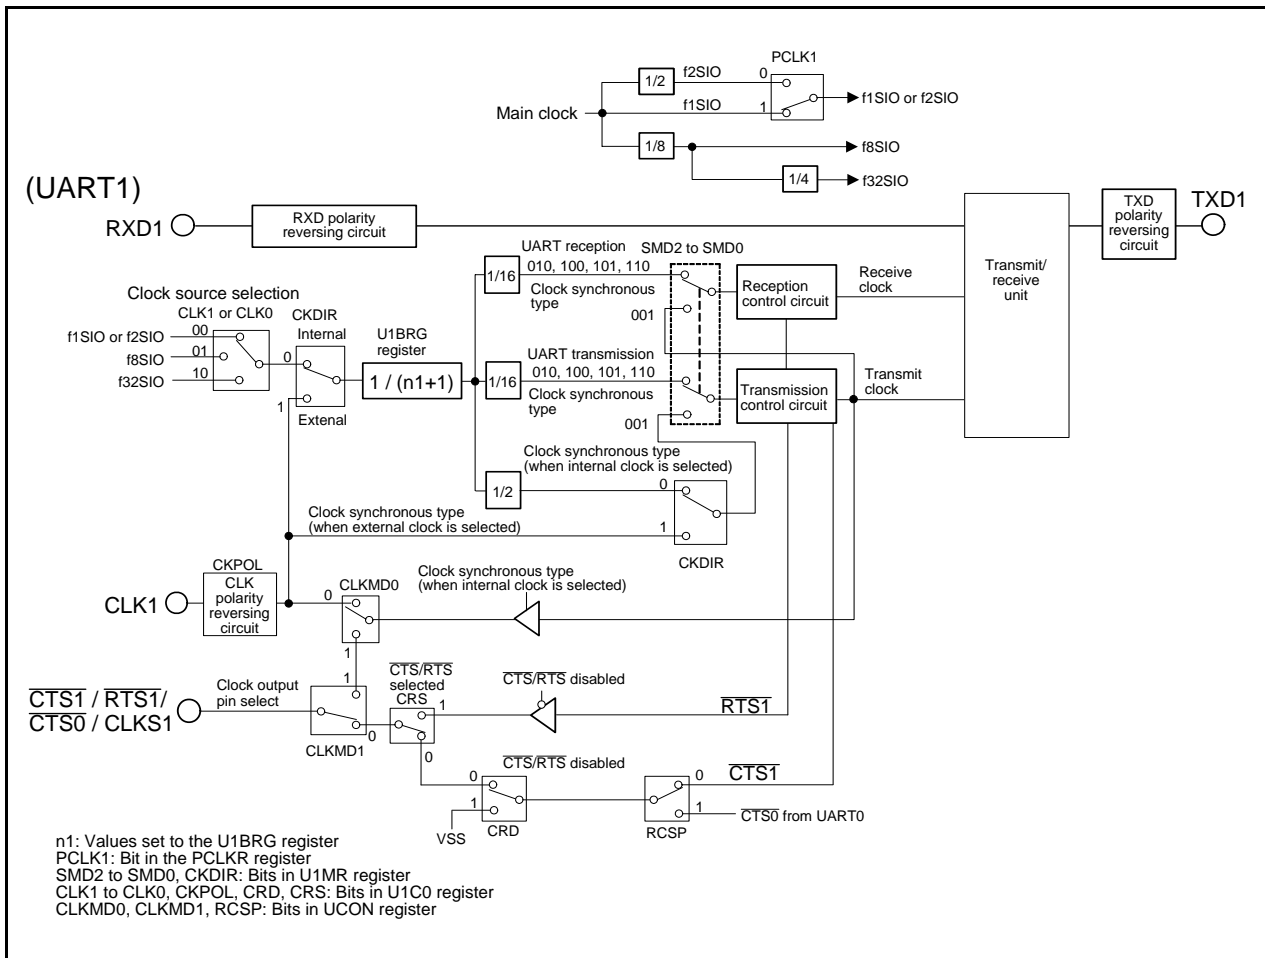 PCLK1
1/2
f2SIO
0
f1SIO
1
f1SIO or f2SIO
Main clock
1/8
f8SIO
1/4
f32SIO
(UART1)
RXD1
RXD polarity
reversing circuit
TXD
polarity
reversing
circuit
TXD1
Transmit/
receive
unit
UART reception
SMD2 to SMD0
1/16
010, 100, 101, 110
Clock synchronous
type
001
Reception
control circuit
Receive
clock
Clock source selection
CLK1 or CLK0
f1SIO or f2SIO
00
f8SIO
01
f32SIO
10
CKDIR
Internal
0
1
Extenal
U1BRG
register
1 / (n1+1)
UART transmission
1/16
010, 100, 101, 110
Clock synchronous
type
001
Transmission
control circuit
Transmit
clock
Clock synchronous type
(when internal clock is selected)
1/2
0
1
CKDIR
Clock synchronous type
(when external clock is selected)
CKPOL
CLK1
CLK
polarity
reversing
circuit
CLKMD0
0
1
Clock synchronous type
(when internal clock is selected)
CTS1 / RTS1/
CTS0 / CLKS1
Clock output
pin select
1
0
CLKMD1
CTS/RTS
selected
CRS
1
0
CTS/RTS disabled
RTS1
CTS/RTS disabled
0
1
VSS
CRD
RCSP
0
1
CTS1
CTS0 from UART0
n1: Values set to the U1BRG register
PCLK1: Bit in the PCLKR register
SMD2 to SMD0, CKDIR: Bits in U1MR register
CLK1 to CLK0, CKPOL, CRD, CRS: Bits in U1C0 register
CLKMD0, CLKMD1, RCSP: Bits in UCON register